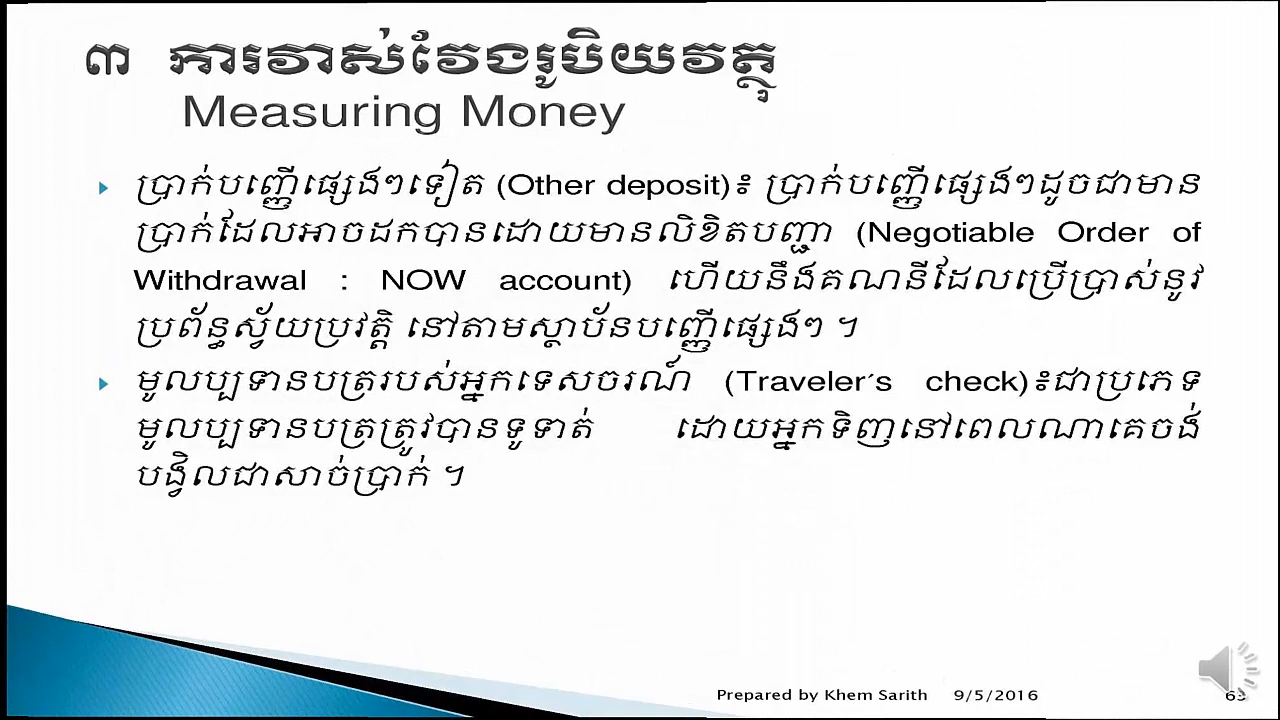 ៣ ការវាស់វែងរូបិយវត្ថុ
Measuring Money
ប្រាក់បញ្ញើផ្សេងៗទៀត (Other deposit)៖ ប្រាក់បញ្ញើផ្សេងៗដូចជាមាន
ប្រាក់ដែលអាចដកបានដោយមានលិខិតបញ្ជា (Negotiable Order of
Withdrawal : NOW account) ហើយនឹងគណនីដែលប្រើប្រាស់នូវ
ប្រព័ន្ធស្វ័យប្រវត្តិ នៅតាមស្ថាប័នបញ្ញើផ្សេងៗ ។
មូលប្បទានបត្ររបស់អ្នកទេសចរណ៍ (Traveler´s check)៖ជាប្រភេទ
មូលប្បទានបត្រត្រូវបានទូទាត់ ដោយអ្នកទិញនៅពេលណាគេចង់
បង្វិលជាសាច់ប្រាក់ ។
Prepared by Khem Sarith 9/5/2016